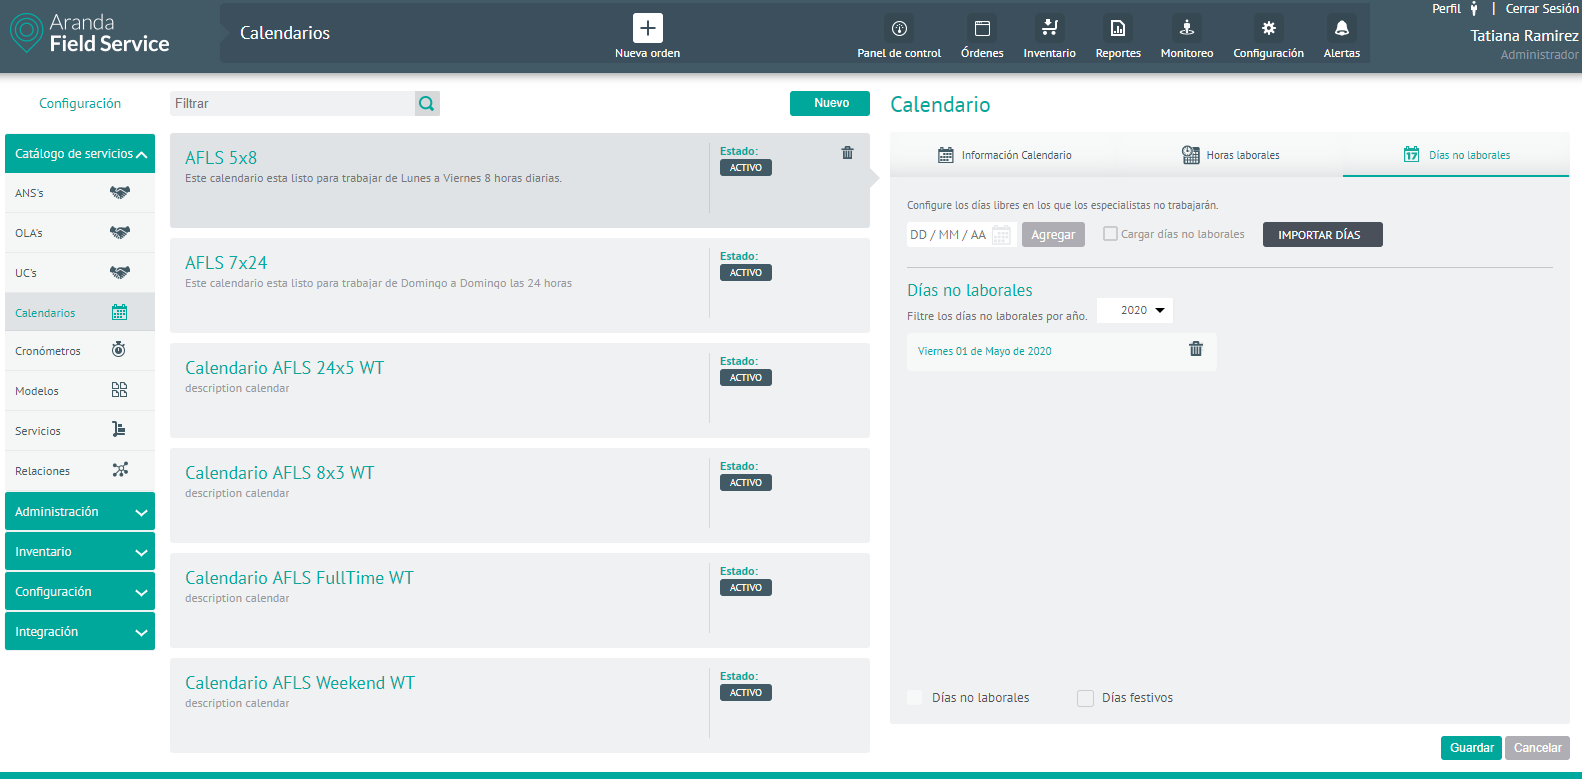 Aranda
Field Service
Calendarios
Nueva orden
Panel de control
Órdenes
Inventario
Reportes
Monitoreo
Configuración
Alertas
Perfil | Cerrar Sesión
Tatiana Ramirez
Administrador
Configuración
Catálogo de servicios
ANS's
OLA's
UC's
Calendarios
Cronómetros
Modelos
Servicios
Relaciones
Administración
Inventario
Configuración
Integración
Filtrar
Nuevo
AFLS 5x8
Este calendario esta listo para trabajar de Lunes a Viernes 8 horas diarias.
Estado:
ACTIVO
AFLS 7x24
Este calendario esta listo para trabajar de Domingo a Domingo las 24 horas
Estado:
ACTIVO
Calendario AFLS 24x5 WT
description calendar
Estado:
ACTIVO
Calendario AFLS 8x3 WT
description calendar
Estado:
ACTIVO
Calendario AFLS FullTime WT
description calendar
Estado:
ACTIVO
Calendario AFLS Weekend WT
description calendar
Estado:
ACTIVO
Calendario
Información Calendario
Horas laborales
17 Días no laborales
Configure los días libres en los que los especialistas no trabajarán.
DD / MM / AA
Agregar
Cargar días no laborales
IMPORTAR DÍAS
Días no laborales
Filtre los días no laborales por año.
2020
Viernes 01 de Mayo de 2020
Días no laborales
Días festivos
Guardar
Cancelar